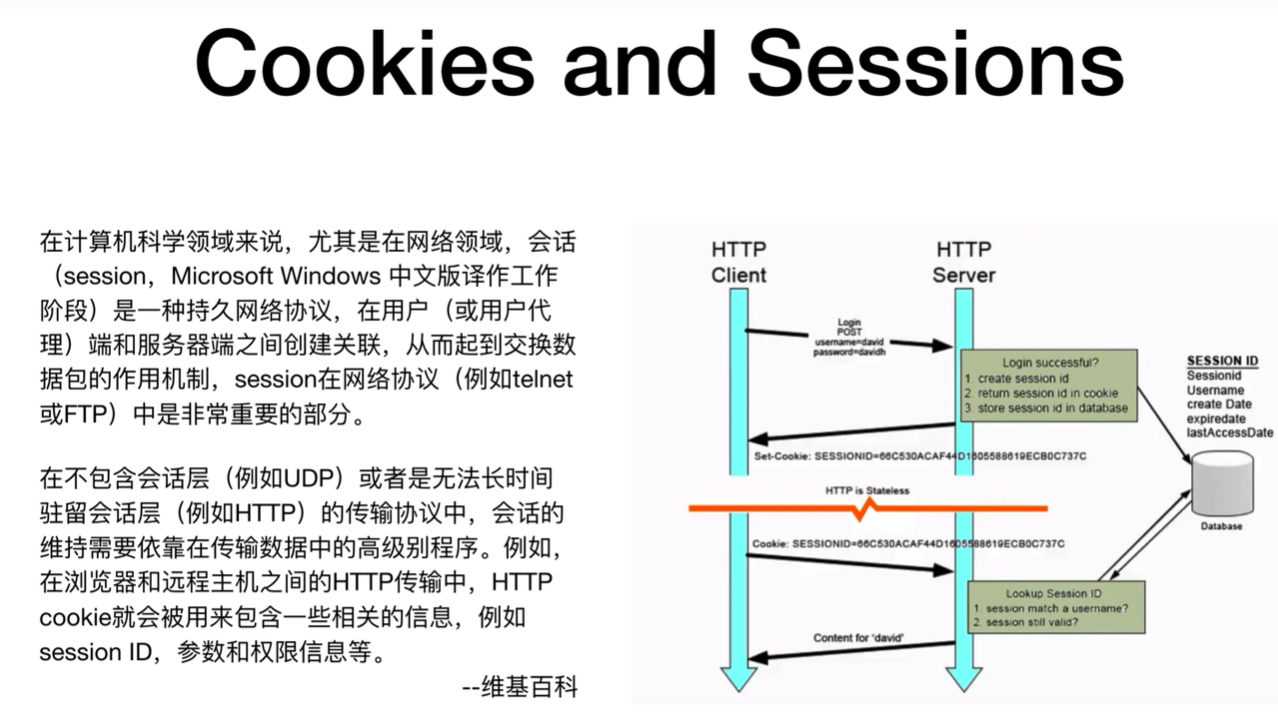 Cookies and Sessions
在计算机科学领域来说，尤其是在网络领域，会话
（session，Microsoft Windows 中文版译作工作
阶段）是一种持久网络协议，在用户（或用户代
理）端和服务器端之间创建关联，从而起到交换数
据包的作用机制，session在网络协议（例如telnet
或FTP）中是非常重要的部分。
在不包含会话层（例如UDP）或者是无法长时间
驻留会话层（例如HTTP）的传输协议中，会话的
维持需要依靠在传输数据中的高级别程序。例如，
在浏览器和远程主机之间的HTTP传输中，HTTP
cookie就会被用来包含一些相关的信息，例如
session ID，参数和权限信息等。
--维基百科
HTTP
Client
HTTP
Server
Login
POST
username=david
password=davidh
Login successful?
1. create session id
2. return session id in cookie
3. store session id in database
SESSION ID
Sessionid
Username
create Date
expiredate
lastAccessDate
Set-Cookie: SESSIONID=66C530ACAF44D1605588619ECB0C737C
HTTP is Stateless
Database
Cookie: SESSIONID=66C530ACAF44D1605588619ECB0C737C
Lookup Session ID
1. session match a username?
2. session still valid?
Content for 'david'